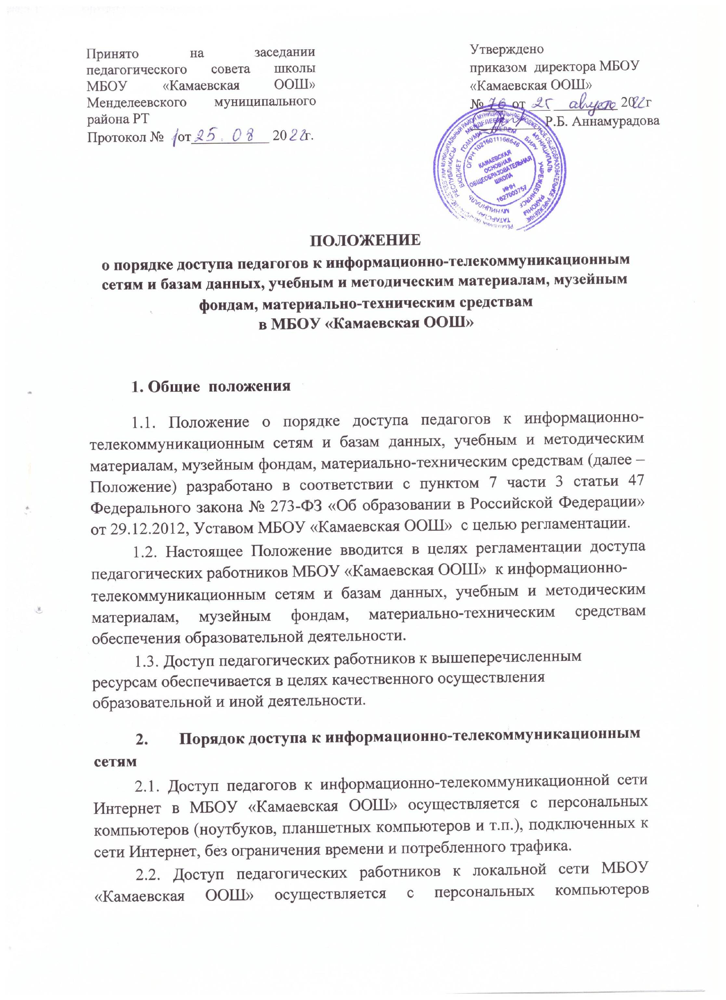 Принято на заседании
педагогического совета школы
МБОУ «Камаевская ООШ»
Менделеевского муниципального
района РТ
Протокол № 1 от 25.08 2022г.
Утверждено
приказом директора МБОУ
«Камаевская ООШ»
№ 76 от 25 августа 2022г
Р.Б. Аннамурадова
ОГРН 10216011166646
КАМАЕВСКАЯ
ОСНОВНАЯ
ОБЩЕОБРАЗОВАТЕЛЬНАЯ
ШКОЛА
ИНН
1627003757
ПОЛОЖЕНИЕ
о порядке доступа педагогов к информационно-телекоммуникационным
сетям и базам данных, учебным и методическим материалам, музейным
фондам, материально-техническим средствам
в МБОУ «Камаевская ООШ»
1. Общие положения
1.1. Положение о порядке доступа педагогов к информационно-
телекоммуникационным сетям и базам данных, учебным и методическим
материалам, музейным фондам, материально-техническим средствам (далее –
Положение) разработано в соответствии с пунктом 7 части 3 статьи 47
Федерального закона № 273-ФЗ «Об образовании в Российской Федерации»
от 29.12.2012, Уставом МБОУ «Камаевская ООШ» с целью регламентации.
1.2. Настоящее Положение вводится в целях регламентации доступа
педагогических работников МБОУ «Камаевская ООШ» к информационно-
телекоммуникационным сетям и базам данных, учебным и методическим
материалам, музейным фондам, материально-техническим средствам
обеспечения образовательной деятельности.
1.3. Доступ педагогических работников к вышеперечисленным
ресурсам обеспечивается в целях качественного осуществления
образовательной и иной деятельности.
2. Порядок доступа к информационно-телекоммуникационным
сетям
2.1. Доступ педагогов к информационно-телекоммуникационной сети
Интернет в МБОУ «Камаевская ООШ» осуществляется с персональных
компьютеров (ноутбуков, планшетных компьютеров и т.п.), подключенных к
сети Интернет, без ограничения времени и потребленного трафика.
2.2. Доступ педагогических работников к локальной сети МБОУ
«Камаевская ООШ» осуществляется с персональных компьютеров